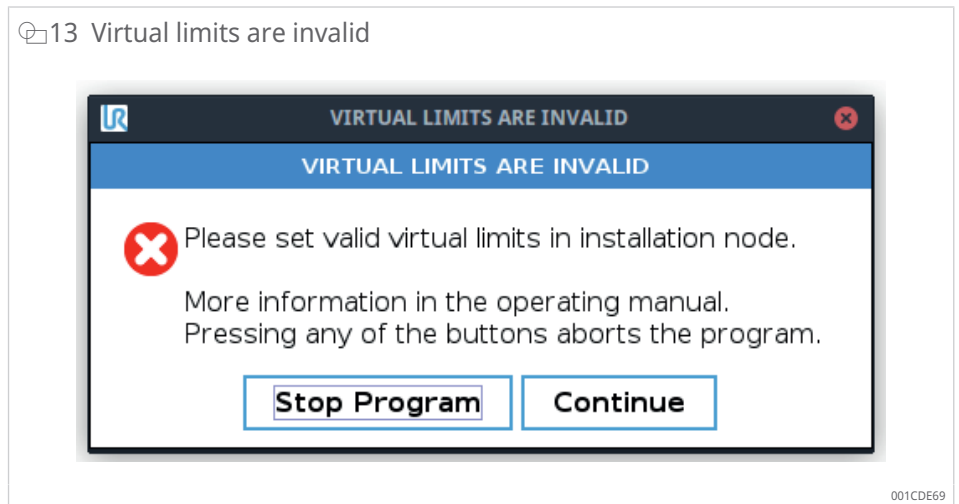 13 Virtual limits are invalid
UR
VIRTUAL LIMITS ARE INVALID
VIRTUAL LIMITS ARE INVALID
Please set valid virtual limits in installation node.
More information in the operating manual.
Pressing any of the buttons aborts the program.
Stop Program
Continue
001CDE69